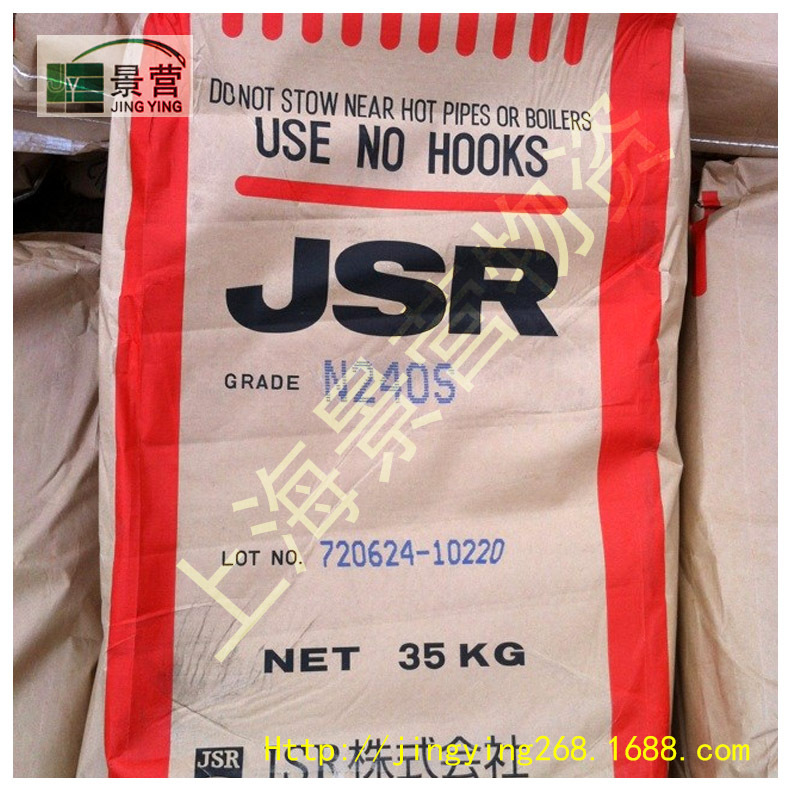 景营
JING YING
DO NOT STOW NEAR HOT PIPES OR BOILERS
USE NO HOOKS
JSR
GRADE N240S
上海景营物资
LOT NO. 720624-10220
NET 35 KG
JSR JSR株式会社
Http://jingying268.1688.com